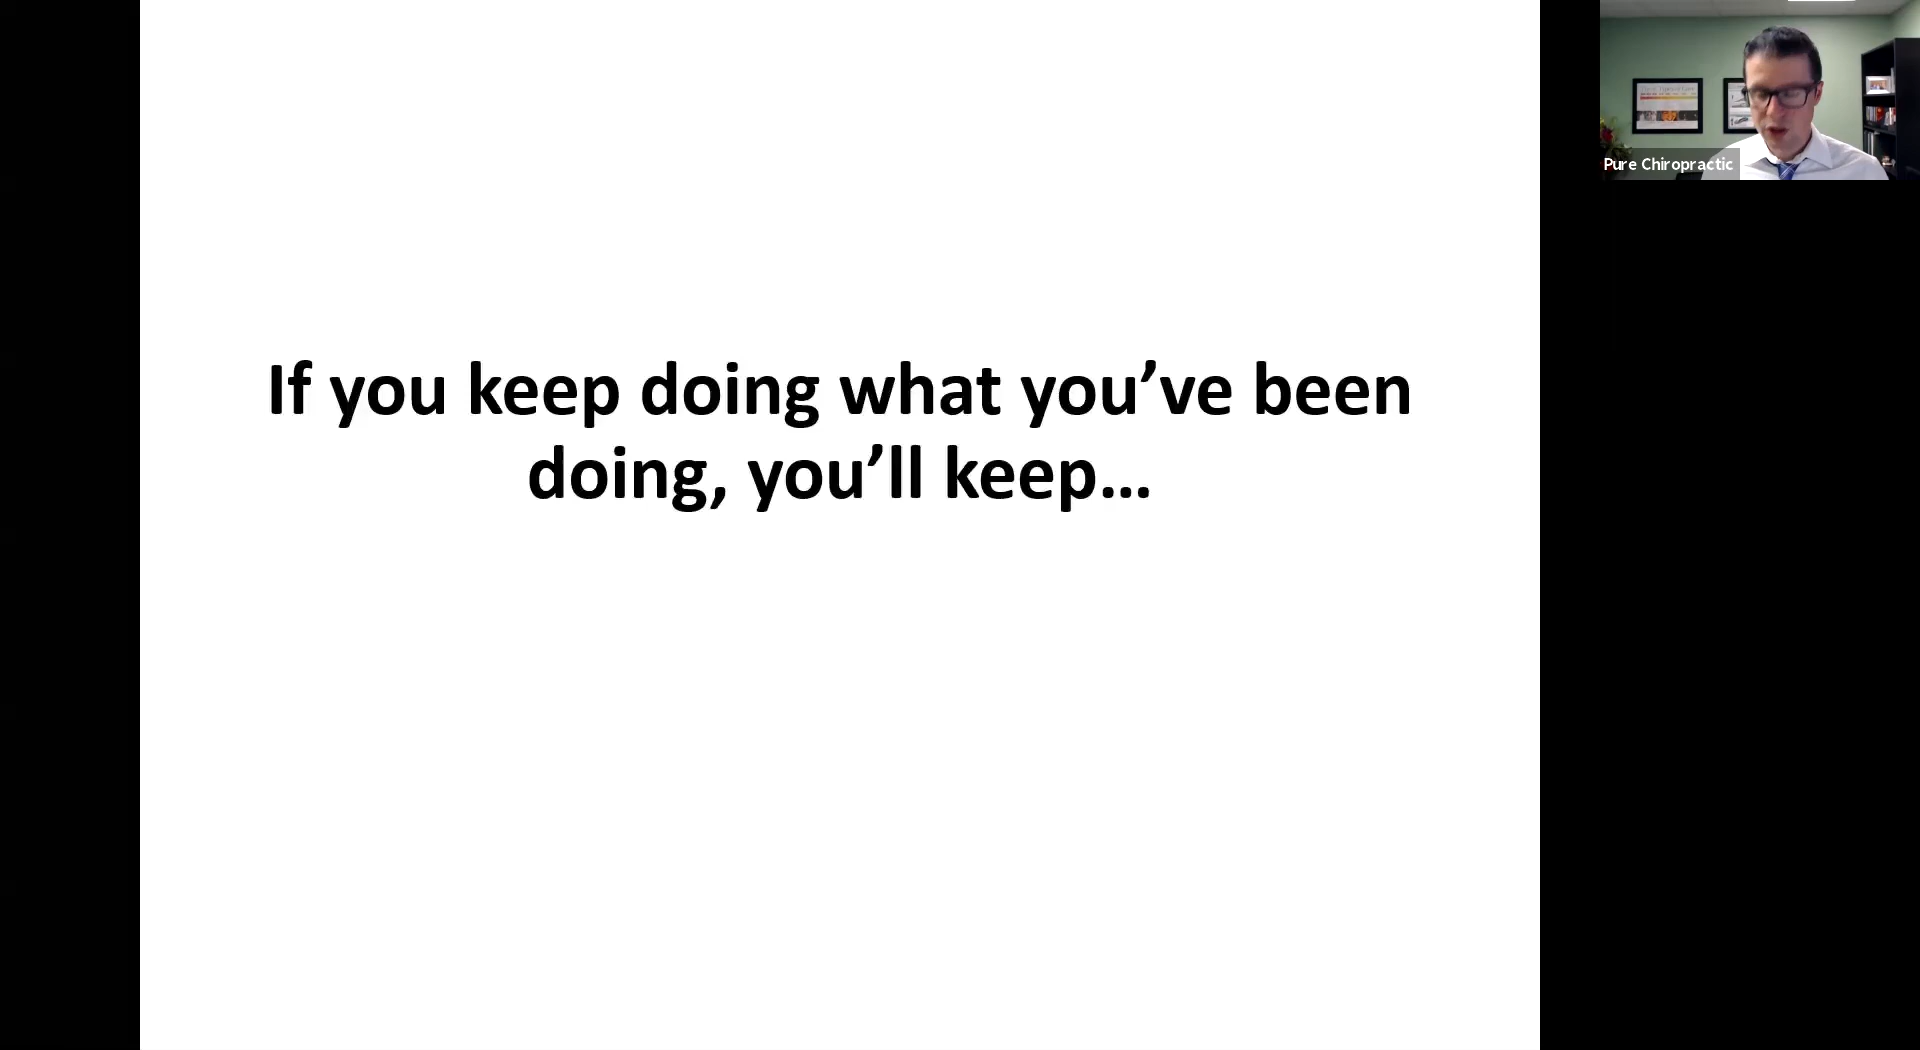 If you keep doing what you’ve been
doing, you’ll keep…
Pure Chiropractic